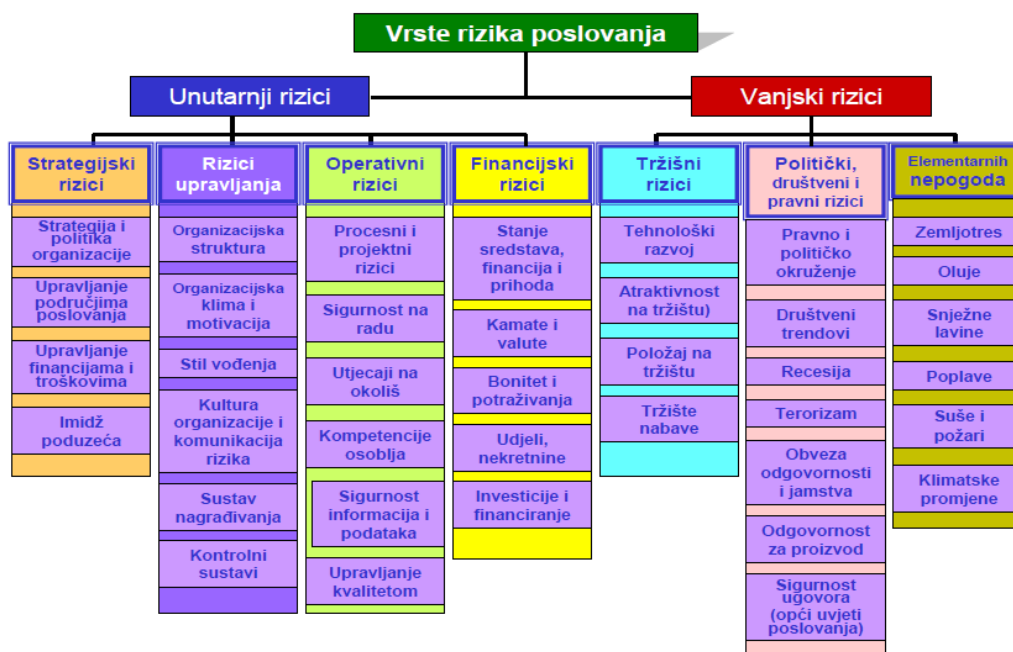 Vrste rizika poslovanja
Unutarnji rizici
Vanjski rizici
Strategijski
rizici
Strategija i
politika
organizacije
Upravljanje
područjima
poslovanja
Upravljanje
financijama i
troškovima
Imidž
poduzeća
Rizici
upravljanja
Organizacijska
struktura
Organizacijska
klima i
motivacija
Stil vođenja
Kultura
organizacije i
komunikacija
rizika
Sustav
nagrađivanja
Kontrolni
sustavi
Operativni
rizici
Procesni i
projektni
rizici
Sigurnost na
radu
Utjecaji na
okoliš
Kompetencije
osoblja
Sigurnost
informacija i
podataka
Upravljanje
kvalitetom
Financijski
rizici
Stanje
sredstava,
financija i
prihoda
Kamate i
valute
Bonitet i
potraživanja
Udjeli,
nekretnine
Investicije i
financiranje
Tržišni
rizici
Tehnološki
razvoj
Atraktivnost
na tržištu)
Položaj na
tržištu
Tržište
nabave
Politički,
društveni i
pravni rizici
Pravno i
političko
okruženje
Društveni
trendovi
Recesija
Terorizam
Obveza
odgovornosti
i jamstva
Odgovornost
za proizvod
Sigurnost
ugovora
(opći uvjeti
poslovanja)
Elementarnih
nepogoda
Zemljotres
Oluje
Snježne
lavine
Poplave
Suše i
požari
Klimatske
promjene